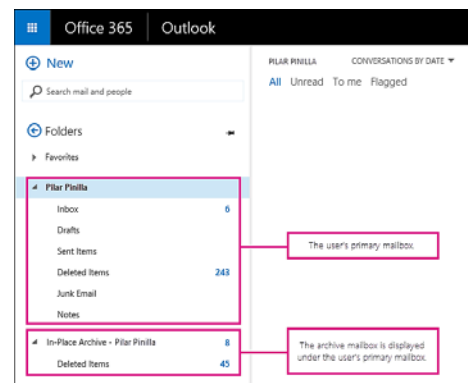 Office 365 Outlook
New
Search mail and people
Folders
Favorites
Pilar Pinilla
Inbox 6
Drafts
Sent Items
Deleted Items 243
Junk Email
Notes
In-Place Archive - Pilar Pinilla 8
Deleted Items 45
PILAR PINILLA CONVERSATIONS BY DATE
All Unread To me Flagged
The user's primary mailbox.
The archive mailbox is displayed
under the user's primary mailbox.